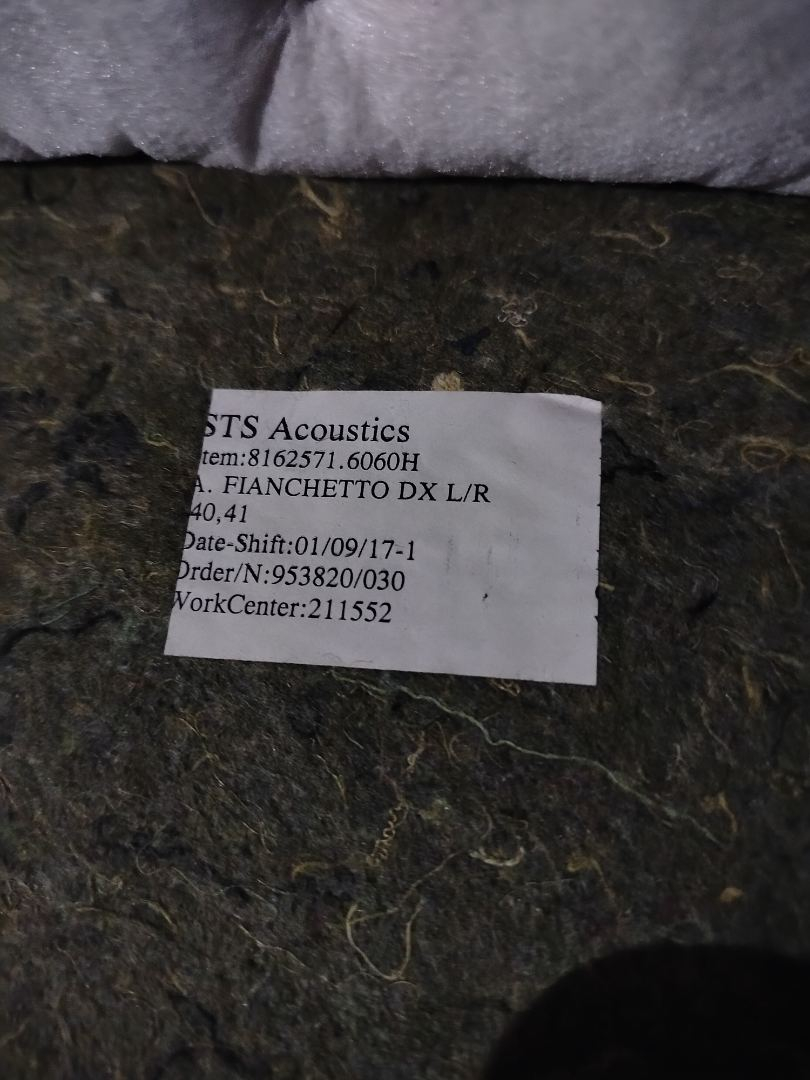 STS Acoustics
tem:8162571.6060H
A. FIANCHETTO DX L/R
40,41
Date-Shift:01/09/17-1
Order/N:953820/030
WorkCenter:211552